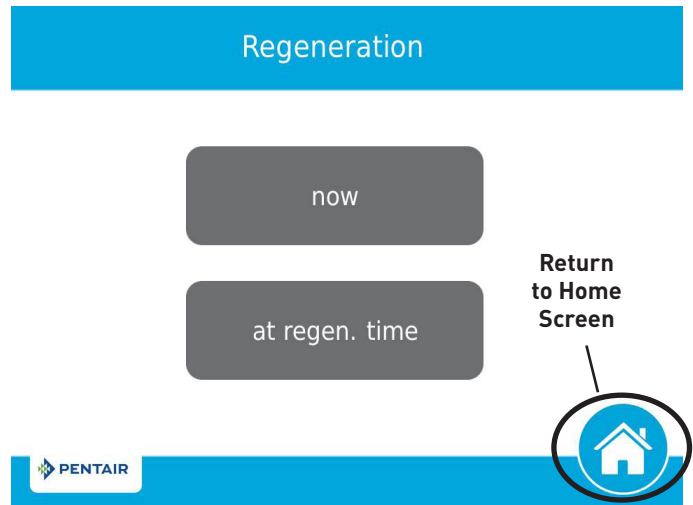 Regeneration
now
at regen. time
Return
to Home
Screen
PENTAIR